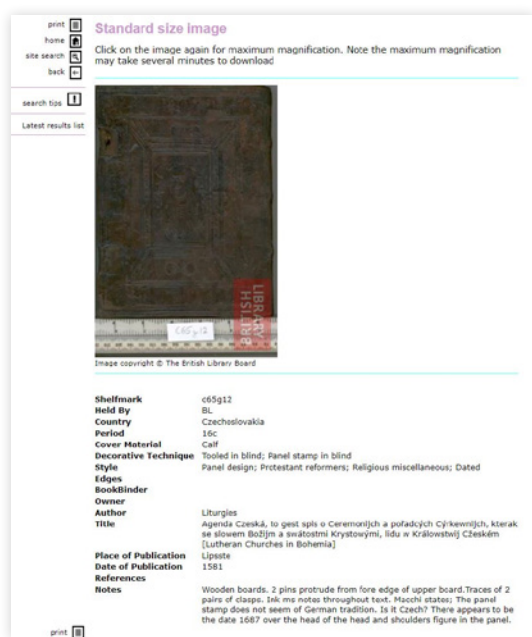 print
home
site search
back
search tips
Latest results list
Standard size image
Click on the image again for maximum magnification. Note the maximum magnification
may take several minutes to download
BRITISH
LIBRARY
c65g12
Image copyright © The British Library Board
Shelfmark c65g12
Held By BL
Country Czechoslovakia
Period 16c
Cover Material Calf
Decorative Technique Tooled in blind; Panel stamp in blind
Style Panel design; Protestant reformers; Religious miscellaneous; Dated
Edges
BookBinder
Owner
Author Liturgies
Title Agenda Czeská, to gest spis o Ceremonijch a pořadcých Cýrkewnijch, kterak
se slowem Božijm a swátostmi Krystowými, lidu w Králowstwij Cžeském
[Lutheran Churches in Bohemia]
Place of Publication Lipsste
Date of Publication 1581
References
Notes Wooden boards. 2 pins protrude from fore edge of upper board.Traces of 2
pairs of clasps. Ink ms notes throughout text. Macchi states; The panel
stamp does not seem of German tradition. Is it Czech? There appears to be
the date 1687 over the head of the head and shoulders figure in the panel.
print